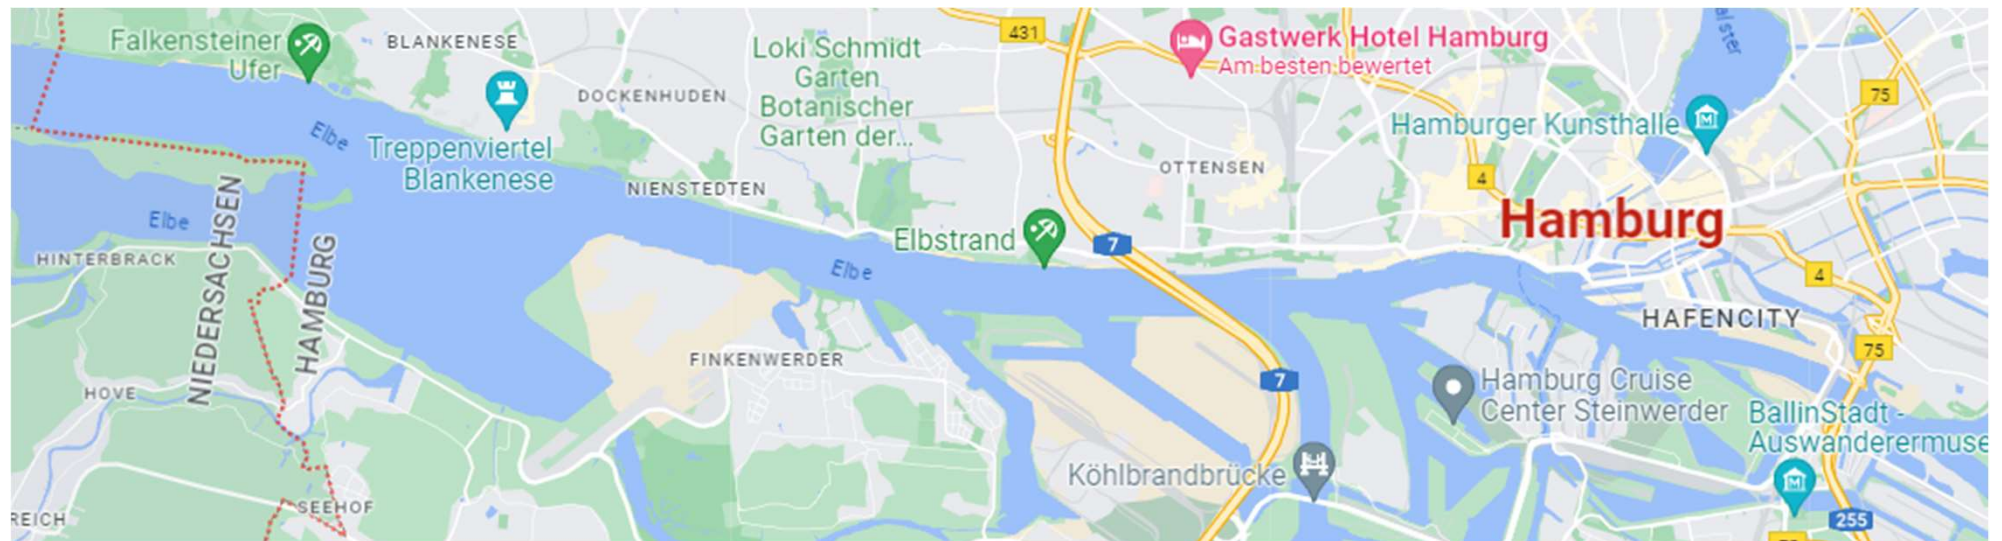 Falkensteiner
Ufer
BLANKENESE
431
Gastwerk Hotel Hamburg
Am besten bewertet
Loki Schmidt
Garten
Botanischer
Garten der...
DOCKENHUDEN
75
Elbe
Treppenviertel
Blankenese
Hamburger Kunsthalle
OTTENSEN
4
NIENSTEDTEN
Elbe
NIEDERSACHSEN
Hamburg
Elbstrand
7
HINTERBRACK
HAMBURG
Elbe
4
HAFENCITY
75
FINKENWERDER
7
HOVE
Hamburg Cruise
Center Steinwerder
BallinStadt -
Auswanderermuse
Köhlbrandbrücke
SEEHOF
REICH
255